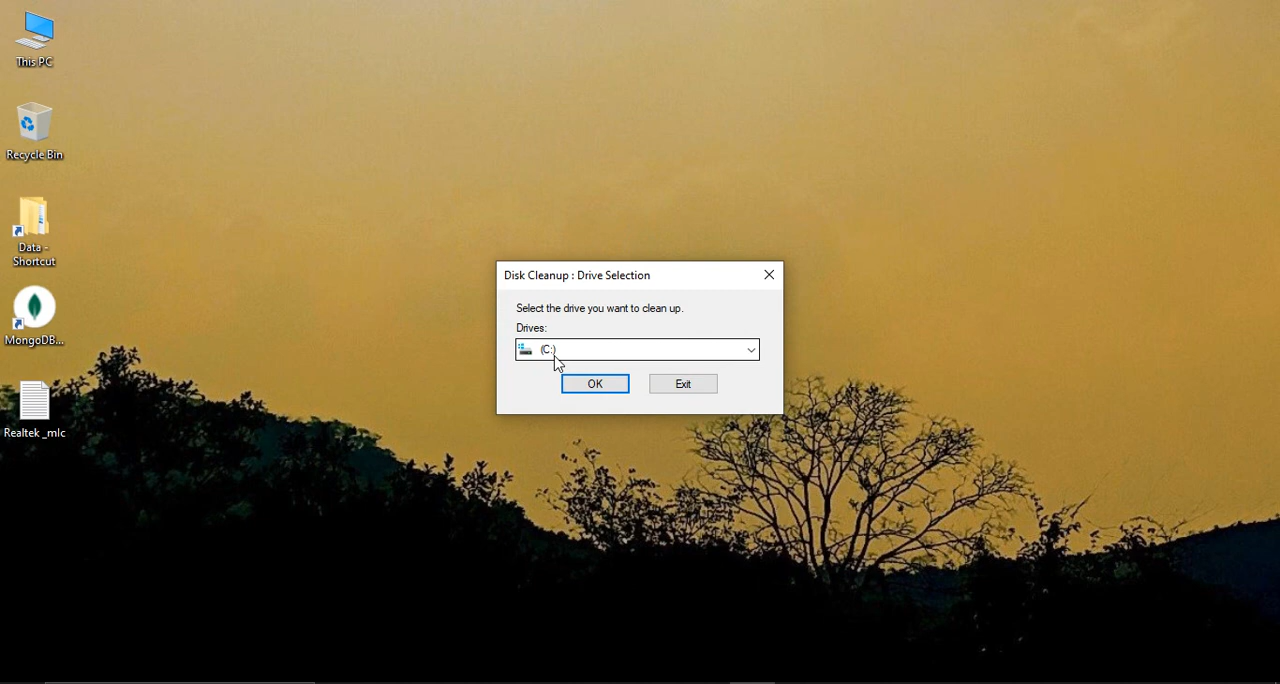 This PC
Recycle Bin
Data -
Shortcut
MongoDB...
Realtek _mlc
Disk Cleanup : Drive Selection
Select the drive you want to clean up.
Drives:
(C:)
OK
Exit